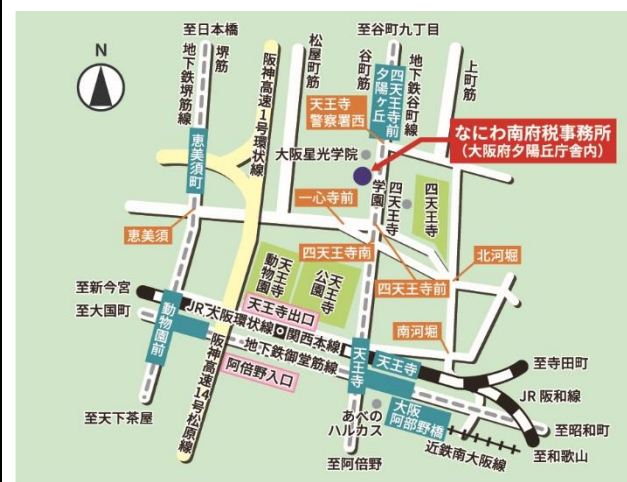 至日本橋
堺筋
地下鉄堺筋線
阪神高速1号環状線
松屋町筋
至谷町九丁目
谷町筋
四天王寺前
夕陽ヶ丘
地下鉄谷町線
上町筋
N
天王寺
警察署西
なにわ南府税事務所
（大阪府夕陽丘庁舎内）
大阪星光学院
恵美須町
一心寺前
四天王寺
学園
四天王寺
恵美須
四天王寺南
四天王寺前
北河堀
天王寺
動物園
天王寺
公園
至新今宮
至大国町
天王寺出口
JR大阪環状線
関西本線
南河堀
動物園前
地下鉄御堂筋線
阿倍野入口
天王寺
天王寺
至寺田町
JR阪和線
阪神高速14号松原線
あべの
ハルカス
大阪
阿部野橋
至天下茶屋
至昭和町
近鉄南大阪線
至和歌山
至阿倍野